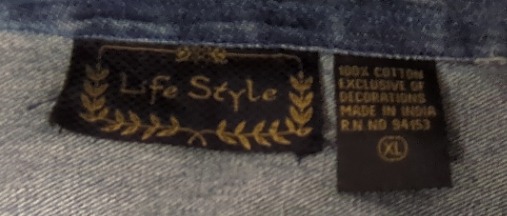 Life Style
100% COTTON
EXCLUSIVE OF
DECORATIONS
MADE IN INDIA
R.N.NO 94153
XL